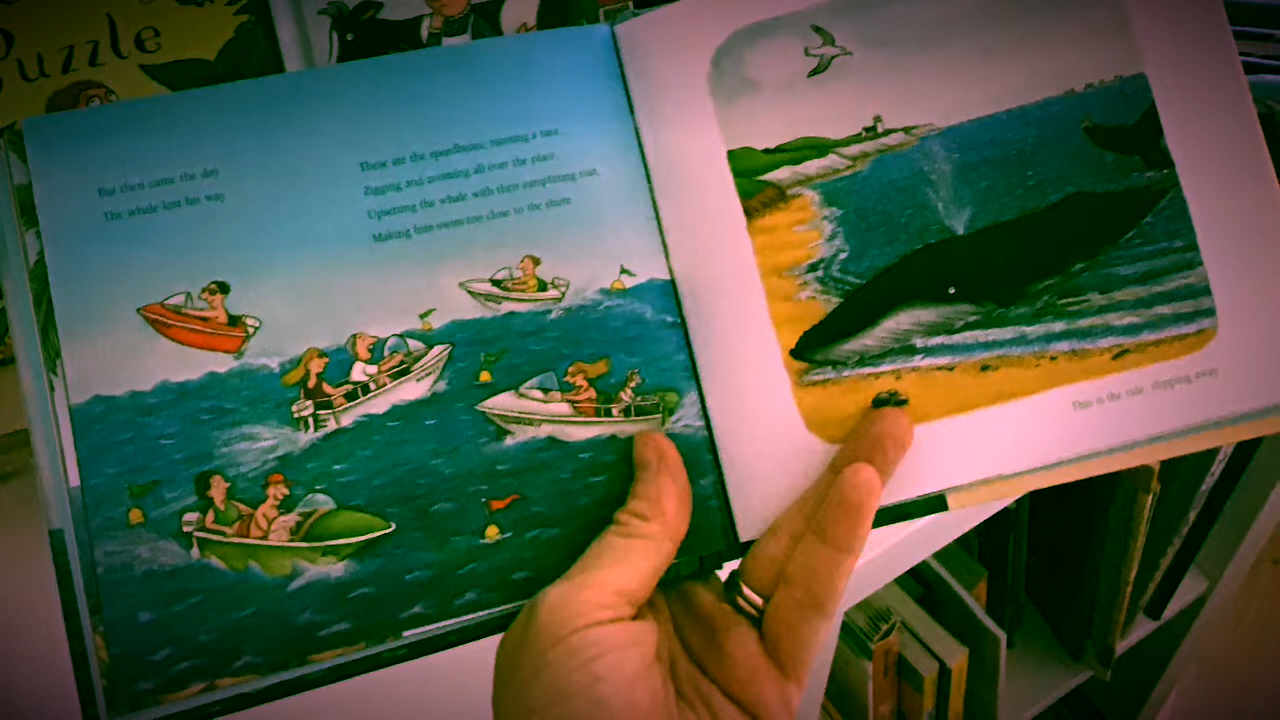 Puzzle
But then came the day
The whale lost his way
These are the speedboats, running a race
Zigging and zooming all over the place,
Upsetting the whale with their earsplitting roar,
Making him swim too close to the shore.
This is the tide, slipping away